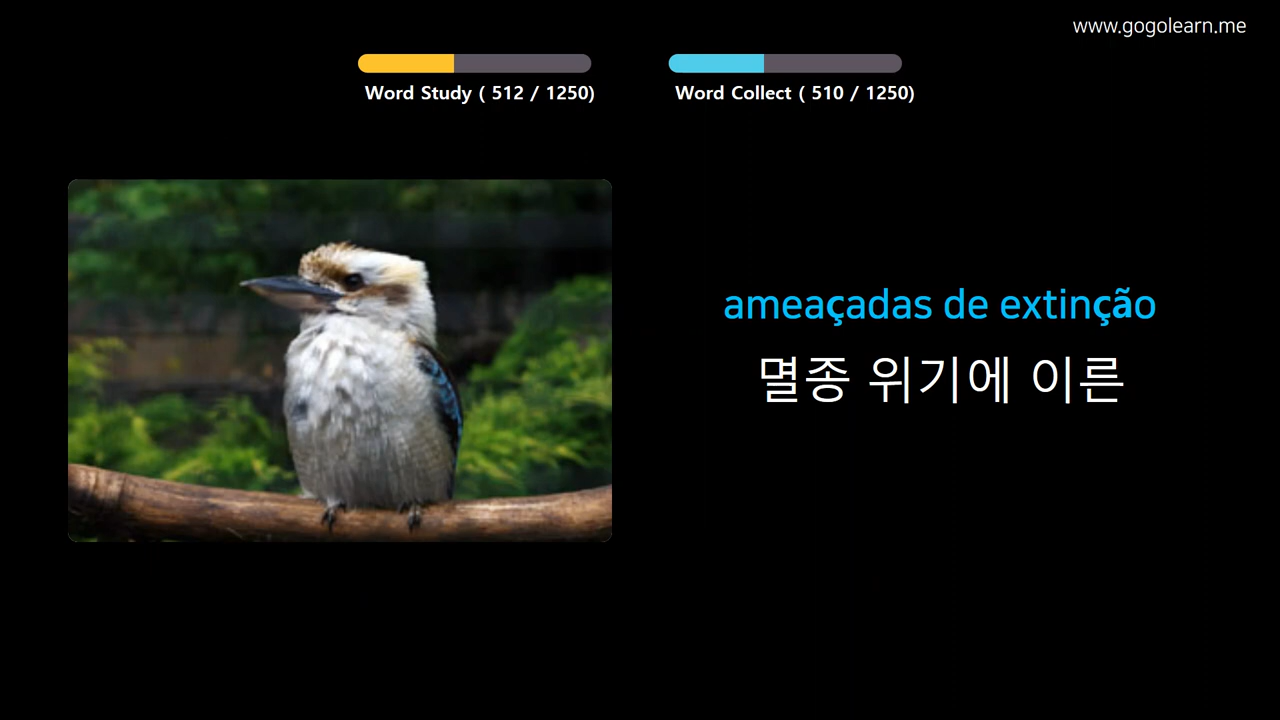 www.gogolearn.me
Word Study ( 512 / 1250)
Word Collect ( 510 / 1250)
ameaçadas de extinção
멸종 위기에 이른